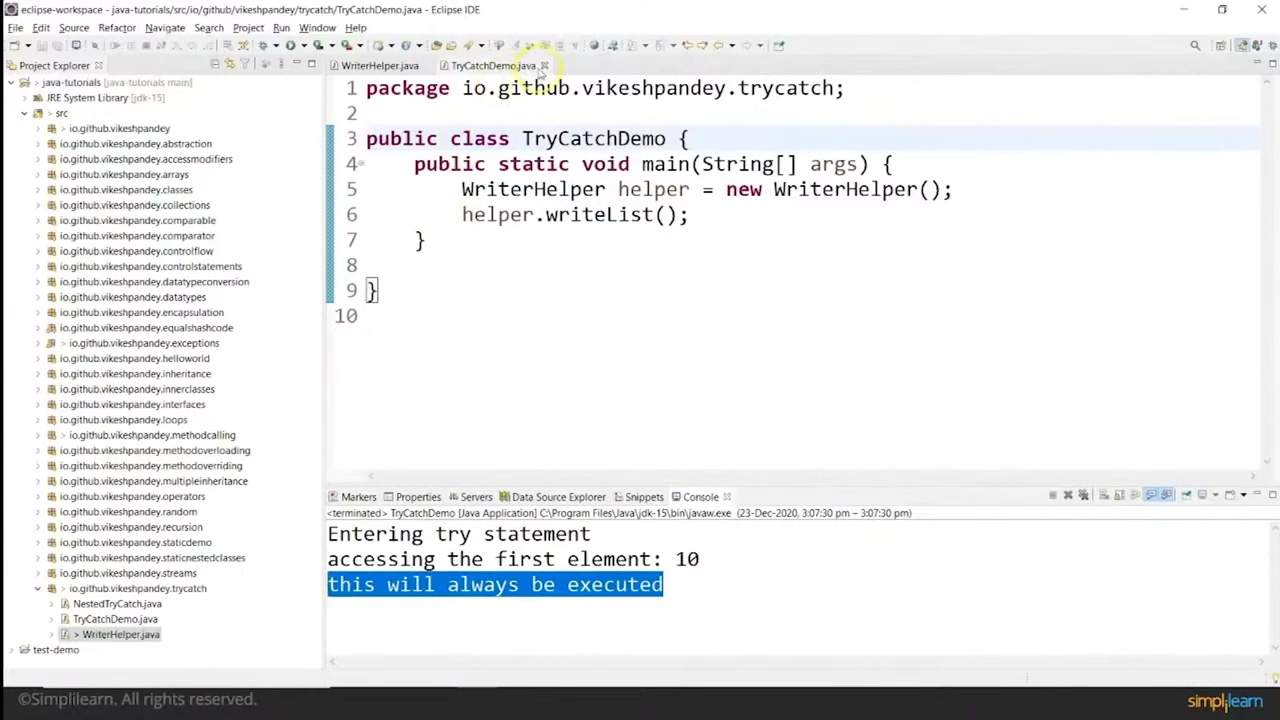 eclipse-workspace - java-tutorials/src/io/github/vikeshpandey/trycatch/TryCatchDemo.java - Eclipse IDE
File Edit Source Refactor Navigate Search Project Run Window Help
Project Explorer
WriterHelper.java
TryCatchDemo.java
java-tutorials [java-tutorials main]
JRE System Library [jdk-15]
src
io.github.vikeshpandey
io.github.vikeshpandey.abstraction
io.github.vikeshpandey.accessmodifiers
io.github.vikeshpandey.arrays
io.github.vikeshpandey.classes
io.github.vikeshpandey.collections
io.github.vikeshpandey.comparable
io.github.vikeshpandey.comparator
io.github.vikeshpandey.controlflow
io.github.vikeshpandey.controlstatements
io.github.vikeshpandey.datatypeconversion
io.github.vikeshpandey.datatypes
io.github.vikeshpandey.encapsulation
io.github.vikeshpandey.equalshashcode
io.github.vikeshpandey.exceptions
io.github.vikeshpandey.helloworld
io.github.vikeshpandey.inheritance
io.github.vikeshpandey.innerclasses
io.github.vikeshpandey.interfaces
io.github.vikeshpandey.loops
io.github.vikeshpandey.methodcalling
io.github.vikeshpandey.methodoverloading
io.github.vikeshpandey.methodoverriding
io.github.vikeshpandey.multipleinheritance
io.github.vikeshpandey.operators
io.github.vikeshpandey.random
io.github.vikeshpandey.recursion
io.github.vikeshpandey.staticdemo
io.github.vikeshpandey.staticnestedclasses
io.github.vikeshpandey.streams
io.github.vikeshpandey.trycatch
NestedTryCatch.java
TryCatchDemo.java
> WriterHelper.java
test-demo
1 package io.github.vikeshpandey.trycatch;
2
3 public class TryCatchDemo {
4 public static void main(String[] args) {
5 WriterHelper helper = new WriterHelper();
6 helper.writeList();
7 }
8
9 }
10
Markers Properties Servers Data Source Explorer Snippets Console
<terminated> TryCatchDemo [Java Application] C:\Program Files\Java\jdk-15\bin\javaw.exe (23-Dec-2020, 3:07:30 pm – 3:07:30 pm)
Entering try statement
accessing the first element: 10
this will always be executed
©Simplilearn. All rights reserved.
simplilearn